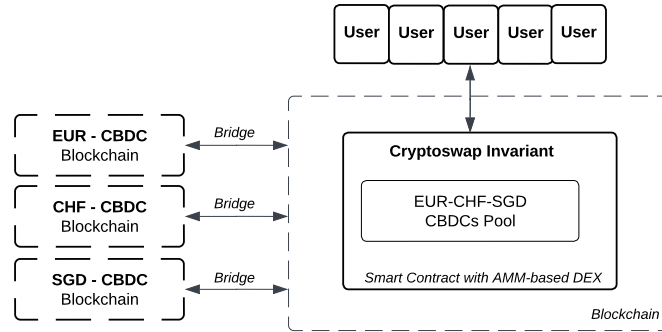 User User User User User
EUR - CBDC
Blockchain
Bridge
CHF - CBDC
Blockchain
Bridge
SGD - CBDC
Blockchain
Bridge
Cryptoswap Invariant
EUR-CHF-SGD
CBDCs Pool
Smart Contract with AMM-based DEX
Blockchain